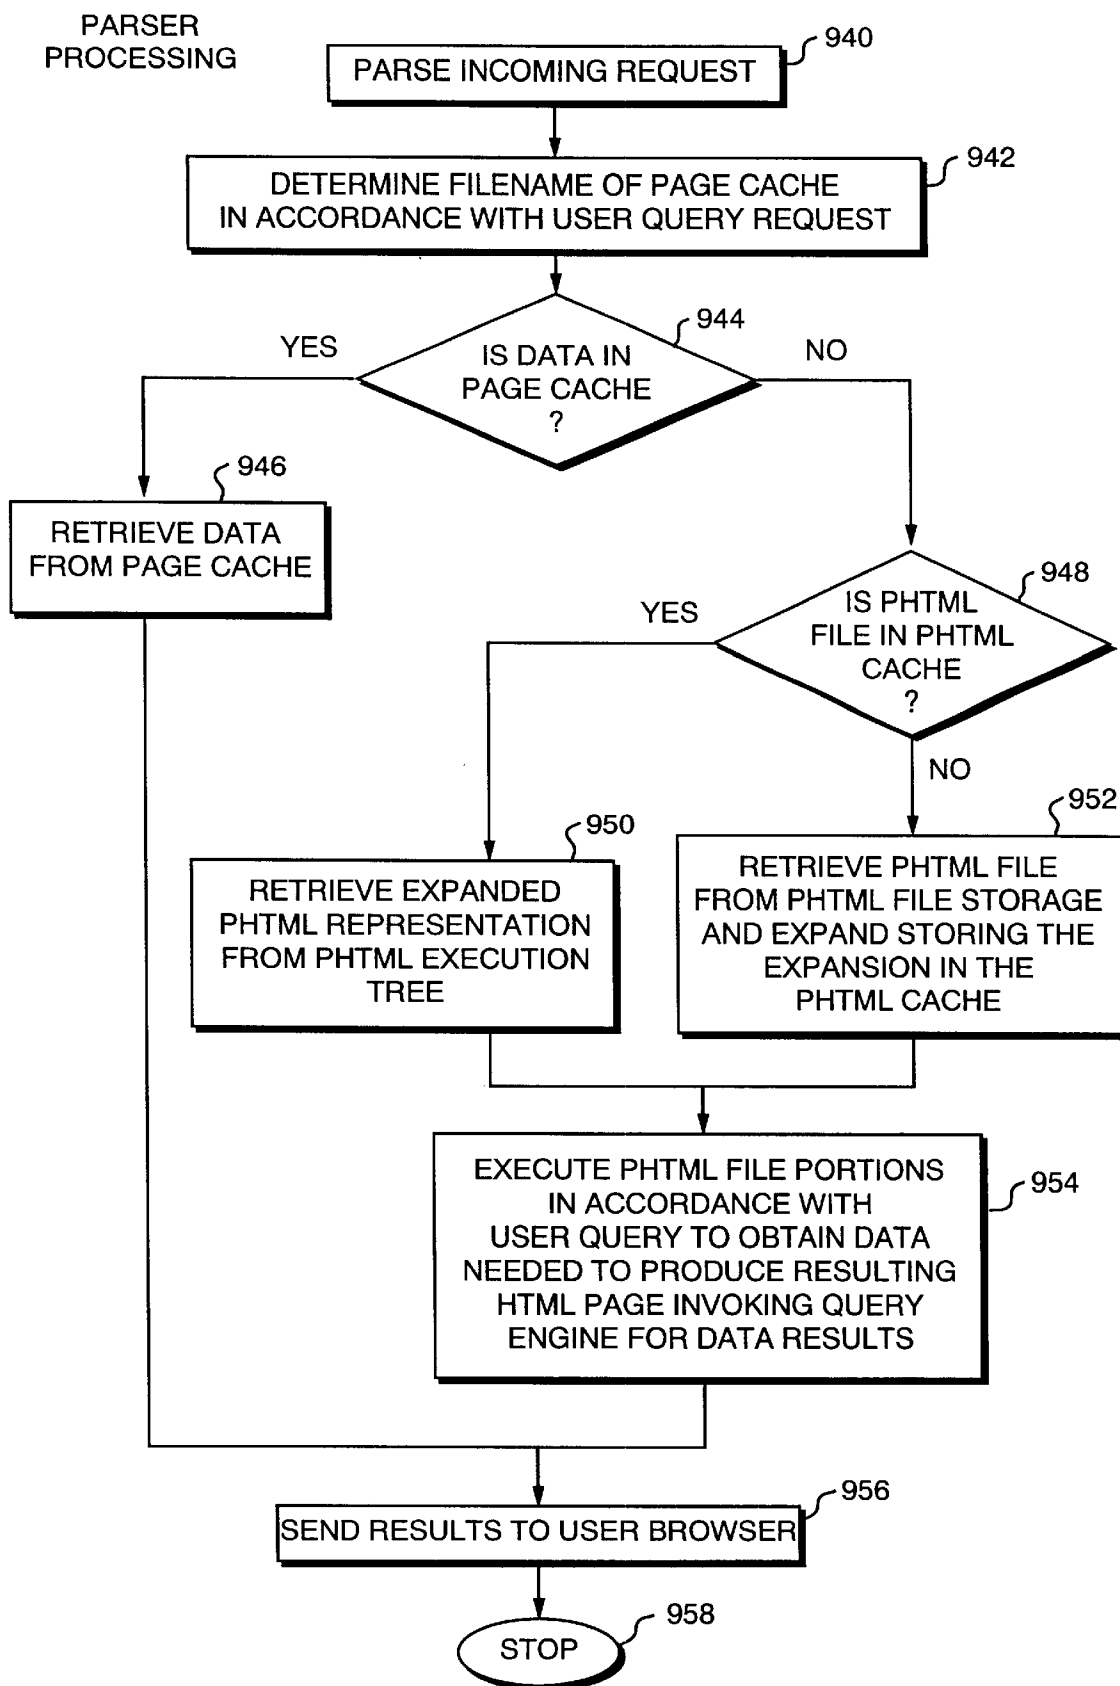 PARSER
PROCESSING
940
PARSE INCOMING REQUEST
942
DETERMINE FILENAME OF PAGE CACHE
IN ACCORDANCE WITH USER QUERY REQUEST
944
YES
NO
IS DATA IN
PAGE CACHE
?
946
RETRIEVE DATA
FROM PAGE CACHE
948
YES
IS PHTML
FILE IN PHTML
CACHE
?
NO
950
RETRIEVE EXPANDED
PHTML REPRESENTATION
FROM PHTML EXECUTION
TREE
952
RETRIEVE PHTML FILE
FROM PHTML FILE STORAGE
AND EXPAND STORING THE
EXPANSION IN THE
PHTML CACHE
954
EXECUTE PHTML FILE PORTIONS
IN ACCORDANCE WITH
USER QUERY TO OBTAIN DATA
NEEDED TO PRODUCE RESULTING
HTML PAGE INVOKING QUERY
ENGINE FOR DATA RESULTS
956
SEND RESULTS TO USER BROWSER
958
STOP